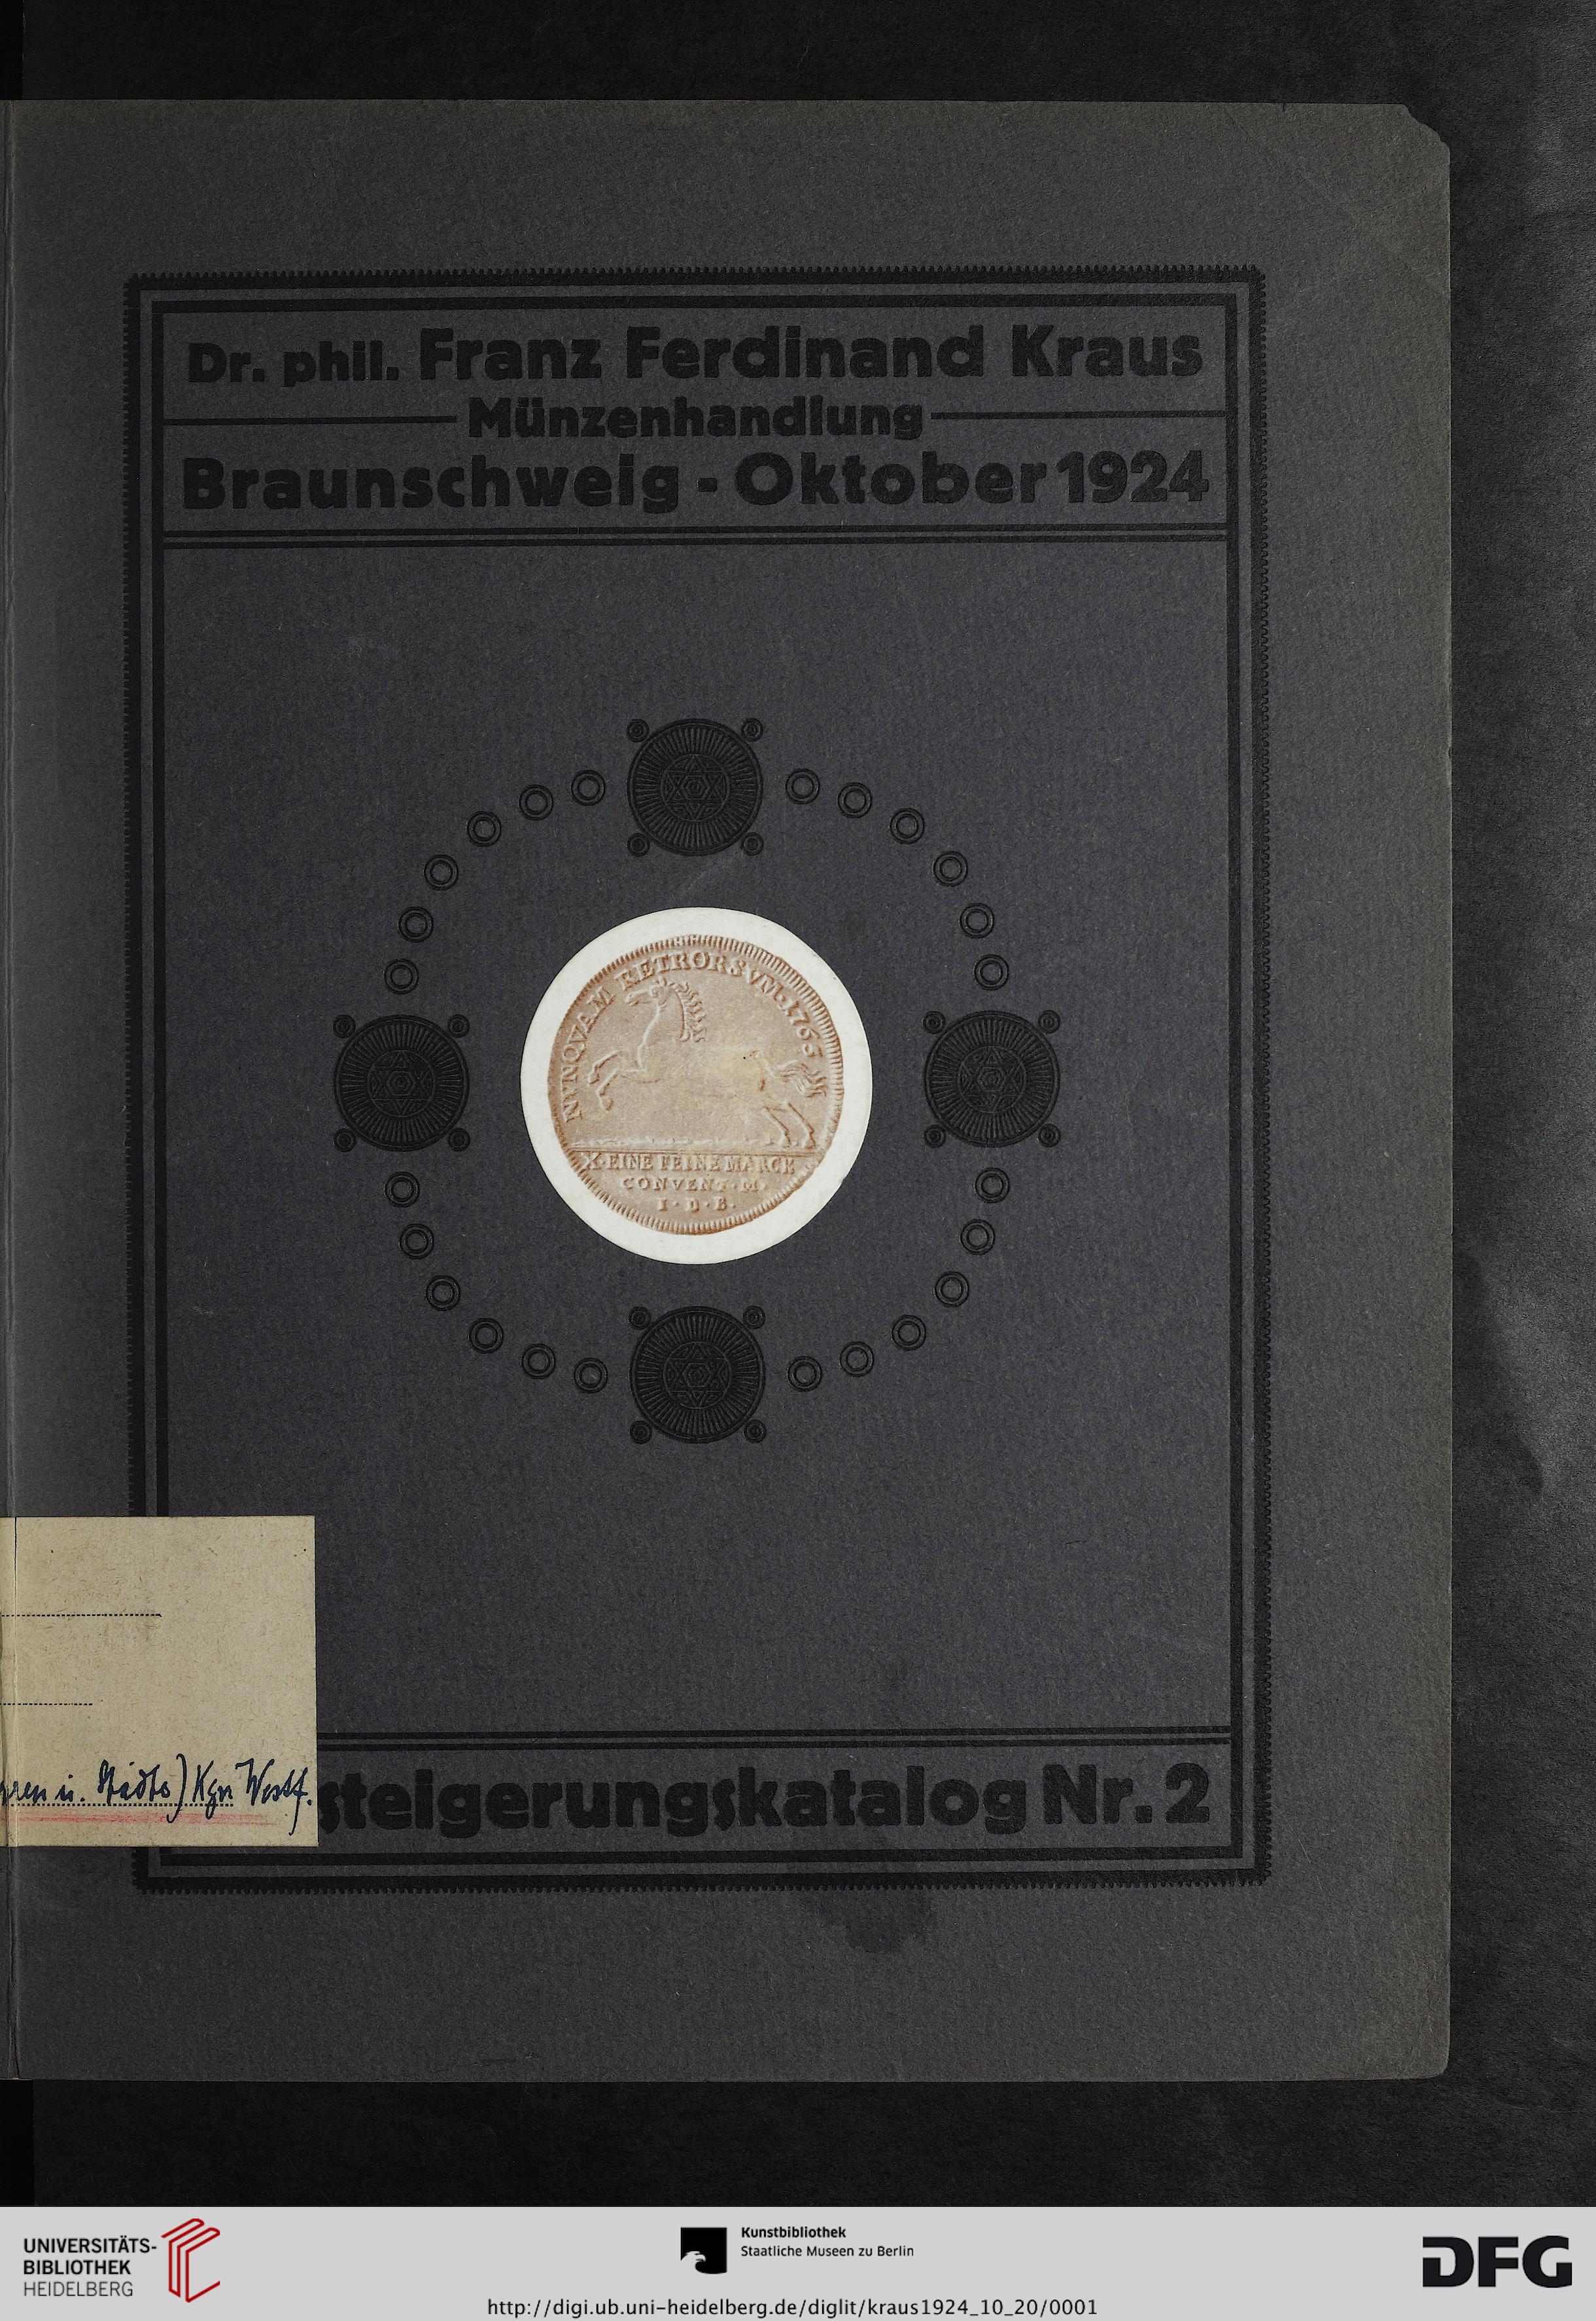 Dr. phil. Franz Ferdinand Kraus
Münzenhandlung
Braunschweig - Oktober 1924
NVNQVAM RETRORSVM·1765
X·EINE FEINE MARCK
CONVENT·M·
I·D·B·
u. Städte) Kgr. Westf.
steigerungskatalog Nr. 2
UNIVERSITÄTS-
BIBLIOTHEK
HEIDELBERG
Kunstbibliothek
Staatliche Museen zu Berlin
DFG
http://digi.ub.uni-heidelberg.de/diglit/kraus1924_10_20/0001